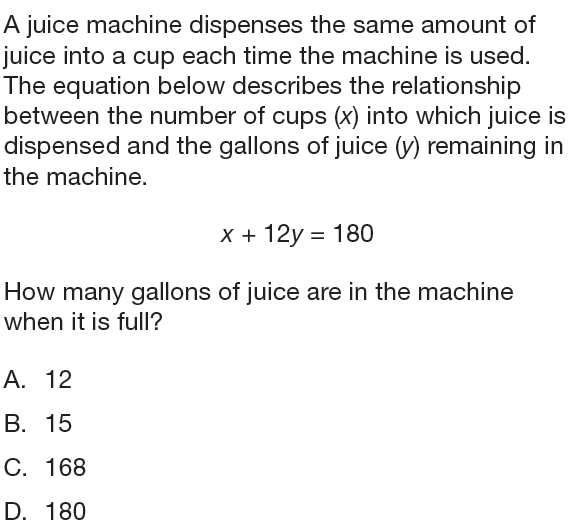 A juice machine dispenses the same amount of
juice into a cup each time the machine is used.
The equation below describes the relationship
between the number of cups (x) into which juice is
dispensed and the gallons of juice (y) remaining in
the machine.
x + 12y = 180
How many gallons of juice are in the machine
when it is full?
A. 12
B. 15
C. 168
D. 180